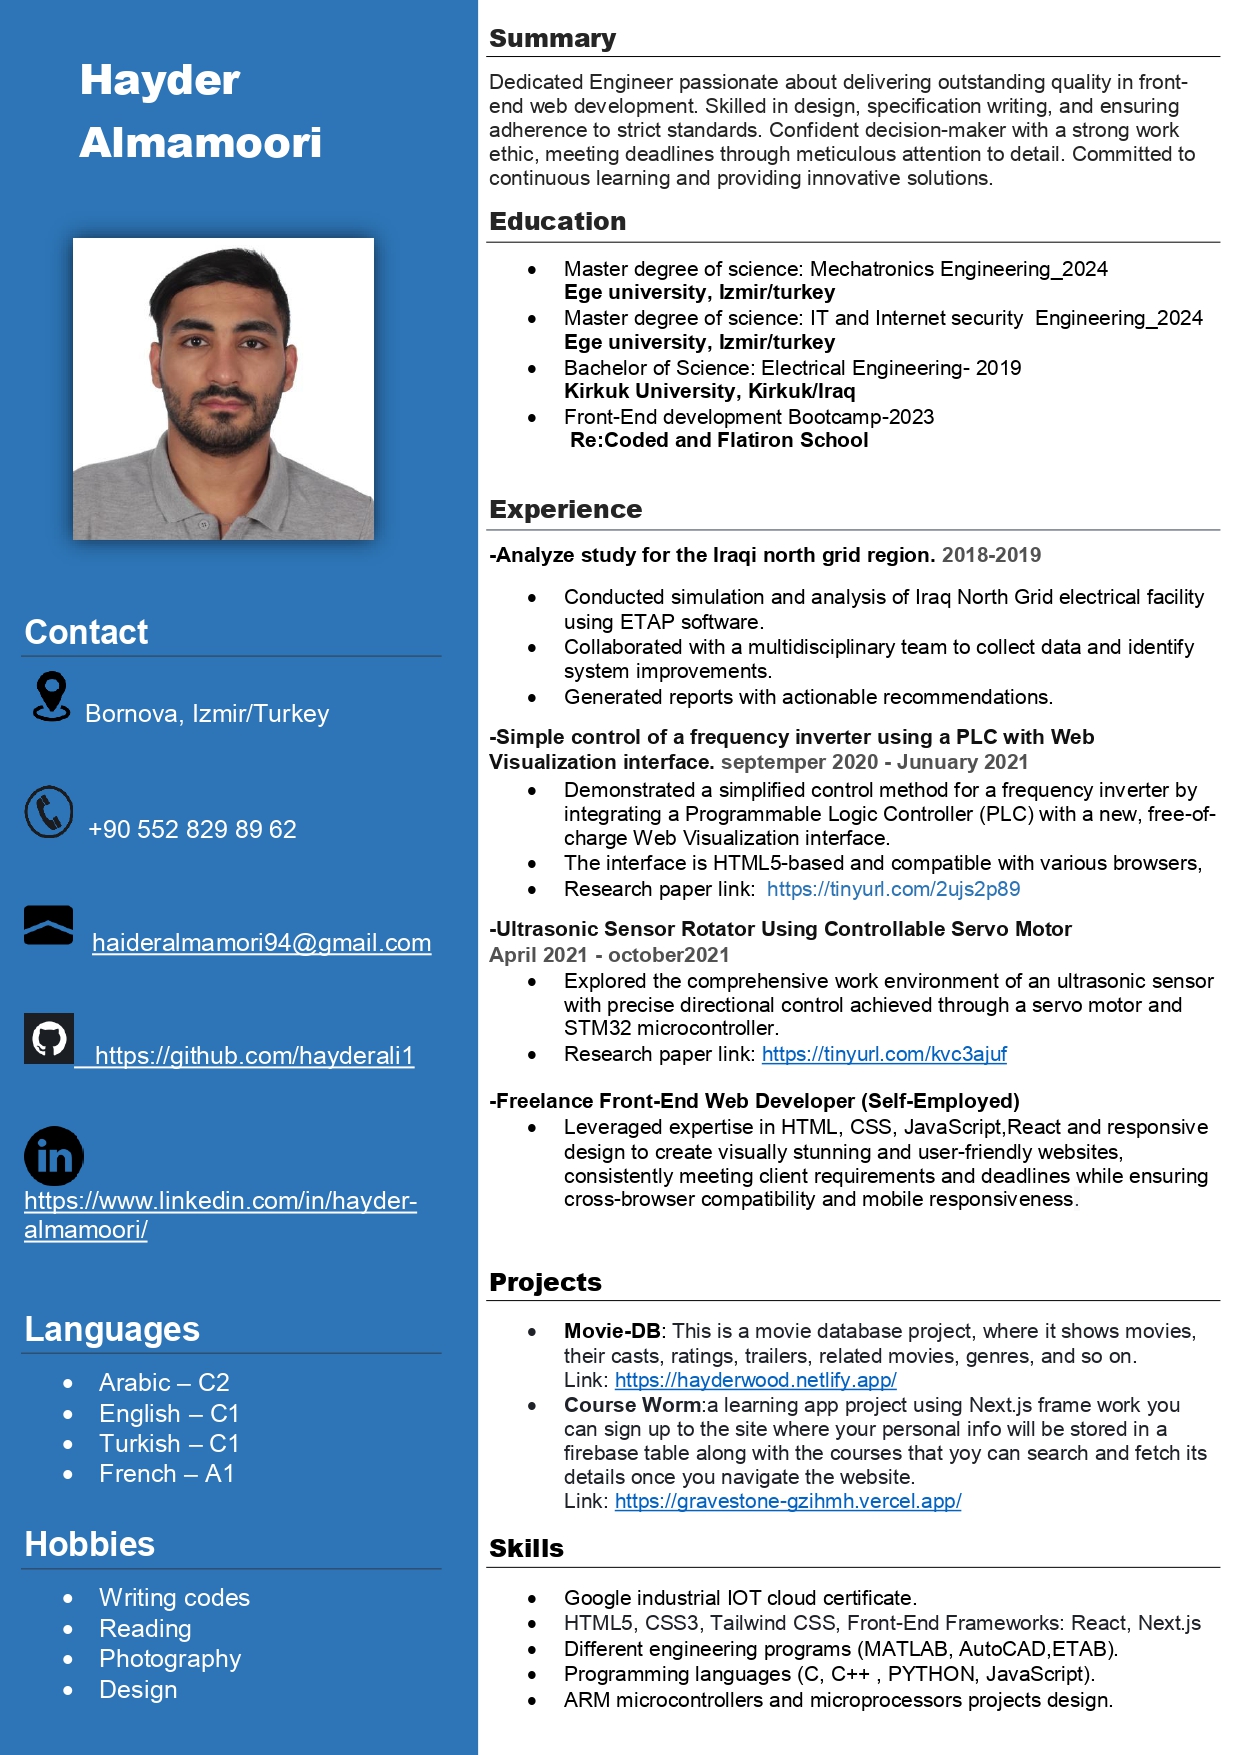 Hayder
Almamoori
Contact
Bornova, Izmir/Turkey
+90 552 829 89 62
haideralmamori94@gmail.com
https://github.com/hayderali1
in
https://www.linkedin.com/in/hayder-
almamoori/
Languages
• Arabic – C2
• English – C1
• Turkish – C1
• French – A1
Hobbies
• Writing codes
• Reading
• Photography
• Design
Summary
Dedicated Engineer passionate about delivering outstanding quality in front-
end web development. Skilled in design, specification writing, and ensuring
adherence to strict standards. Confident decision-maker with a strong work
ethic, meeting deadlines through meticulous attention to detail. Committed to
continuous learning and providing innovative solutions.
Education
• Master degree of science: Mechatronics Engineering_2024
Ege university, Izmir/turkey
• Master degree of science: IT and Internet security Engineering_2024
Ege university, Izmir/turkey
• Bachelor of Science: Electrical Engineering- 2019
Kirkuk University, Kirkuk/Iraq
• Front-End development Bootcamp-2023
Re:Coded and Flatiron School
Experience
-Analyze study for the Iraqi north grid region. 2018-2019
• Conducted simulation and analysis of Iraq North Grid electrical facility
using ETAP software.
• Collaborated with a multidisciplinary team to collect data and identify
system improvements.
• Generated reports with actionable recommendations.
-Simple control of a frequency inverter using a PLC with Web
Visualization interface. septemper 2020 - Junuary 2021
• Demonstrated a simplified control method for a frequency inverter by
integrating a Programmable Logic Controller (PLC) with a new, free-of-
charge Web Visualization interface.
• The interface is HTML5-based and compatible with various browsers,
• Research paper link: https://tinyurl.com/2ujs2p89
-Ultrasonic Sensor Rotator Using Controllable Servo Motor
April 2021 - october2021
• Explored the comprehensive work environment of an ultrasonic sensor
with precise directional control achieved through a servo motor and
STM32 microcontroller.
• Research paper link: https://tinyurl.com/kvc3ajuf
-Freelance Front-End Web Developer (Self-Employed)
• Leveraged expertise in HTML, CSS, JavaScript,React and responsive
design to create visually stunning and user-friendly websites,
consistently meeting client requirements and deadlines while ensuring
cross-browser compatibility and mobile responsiveness.
Projects
• Movie-DB: This is a movie database project, where it shows movies,
their casts, ratings, trailers, related movies, genres, and so on.
Link: https://hayderwood.netlify.app/
• Course Worm:a learning app project using Next.js frame work you
can sign up to the site where your personal info will be stored in a
firebase table along with the courses that yoy can search and fetch its
details once you navigate the website.
Link: https://gravestone-gzihmh.vercel.app/
Skills
• Google industrial IOT cloud certificate.
• HTML5, CSS3, Tailwind CSS, Front-End Frameworks: React, Next.js
• Different engineering programs (MATLAB, AutoCAD,ETAB).
• Programming languages (C, C++ , PYTHON, JavaScript).
• ARM microcontrollers and microprocessors projects design.